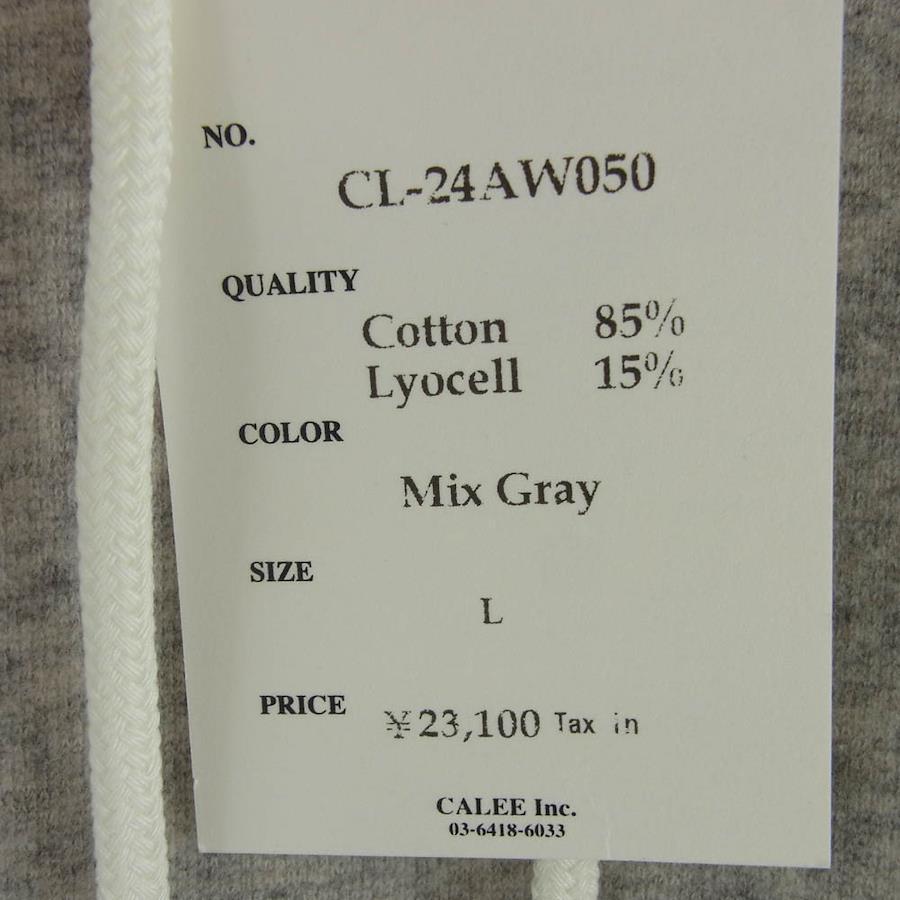 NO.
CL-24AW050
QUALITY
Cotton 85%
Lyocell 15%
COLOR
Mix Gray
SIZE
L
PRICE ¥23,100 Tax in
CALEE Inc.
03-6418-6033